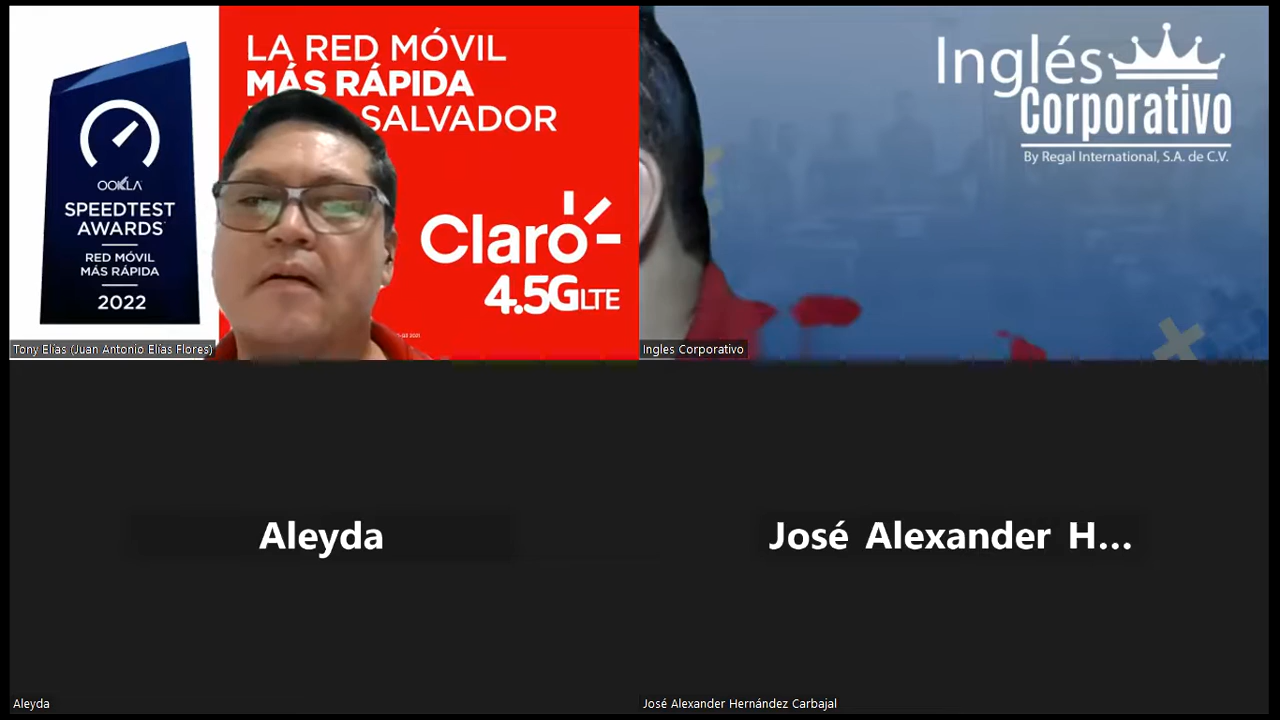 LA RED MÓVIL
MÁS RÁPIDA
SALVADOR
OOKLA
SPEEDTEST
AWARDS
RED MÓVIL
MÁS RÁPIDA
2022
Claro
4.5G LTE
Tony Elías (Juan Antonio Elías Flores)
Inglés
Corporativo
By Regal International, S.A. de C.V.
Ingles Corporativo
Aleyda
Aleyda
José Alexander H...
José Alexander Hernández Carbajal